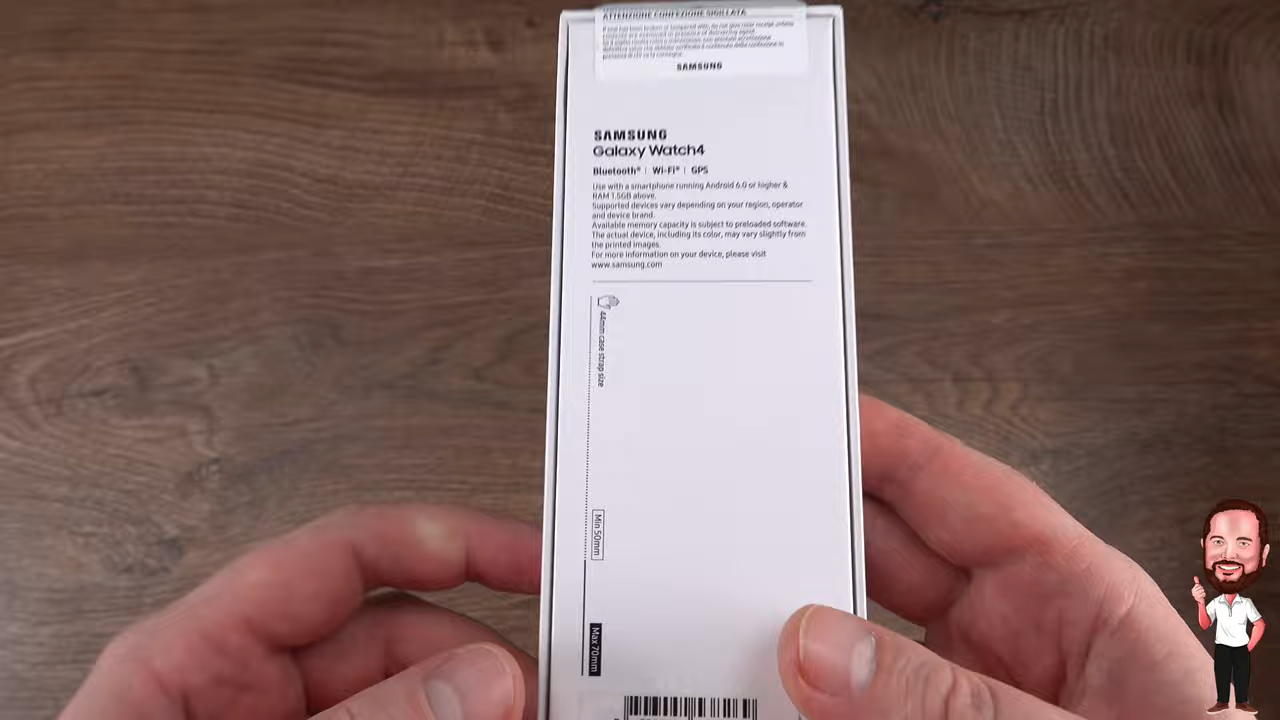 ATTENZIONE CONFEZIONE SIGILLATA
SAMSUNG
SAMSUNG
Galaxy Watch4
Bluetooth® | Wi-Fi® | GPS
Use with a smartphone running Android 6.0 or higher &
RAM 1.5GB above.
Supported devices vary depending on your region, operator
and device brand.
Available memory capacity is subject to preloaded software.
The actual device, including its color, may vary slightly from
the printed images.
For more information on your device, please visit
www.samsung.com
44mm case strap size
Min 50mm
Max 70mm